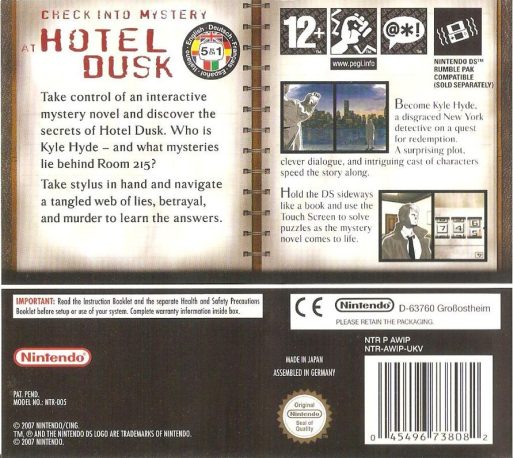 CHECK INTO MYSTERY
AT HOTEL
DUSK
English • Deutsch • Français
Español • Italiano
5 in 1
12+
www.pegi.info
@*!
NINTENDO DS™
RUMBLE PAK
COMPATIBLE
(SOLD SEPARATELY)
Take control of an interactive
mystery novel and discover the
secrets of Hotel Dusk. Who is
Kyle Hyde – and what mysteries
lie behind Room 215?
Take stylus in hand and navigate
a tangled web of lies, betrayal,
and murder to learn the answers.
Become Kyle Hyde,
a disgraced New York
detective on a quest
for redemption.
A surprising plot,
clever dialogue, and intriguing cast of characters
speed the story along.
Hold the DS sideways
like a book and use the
Touch Screen to solve
puzzles as the mystery
novel comes to life.
IMPORTANT: Read the Instruction Booklet and the separate Health and Safety Precautions
Booklet before setup or use of your system. Complete warranty information inside box.
CE Nintendo® D-63760 Großostheim
PLEASE RETAIN THE PACKAGING.
NTR P AWIP
NTR-AWIP-UKV
Nintendo®
MADE IN JAPAN
ASSEMBLED IN GERMANY
PAT. PEND.
MODEL NO.: NTR-005
Original
Nintendo
Seal of
Quality
© 2007 NINTENDO/CING.
TM, ® AND THE NINTENDO DS LOGO ARE TRADEMARKS OF NINTENDO.
© 2007 NINTENDO.
0 45496 73808 2